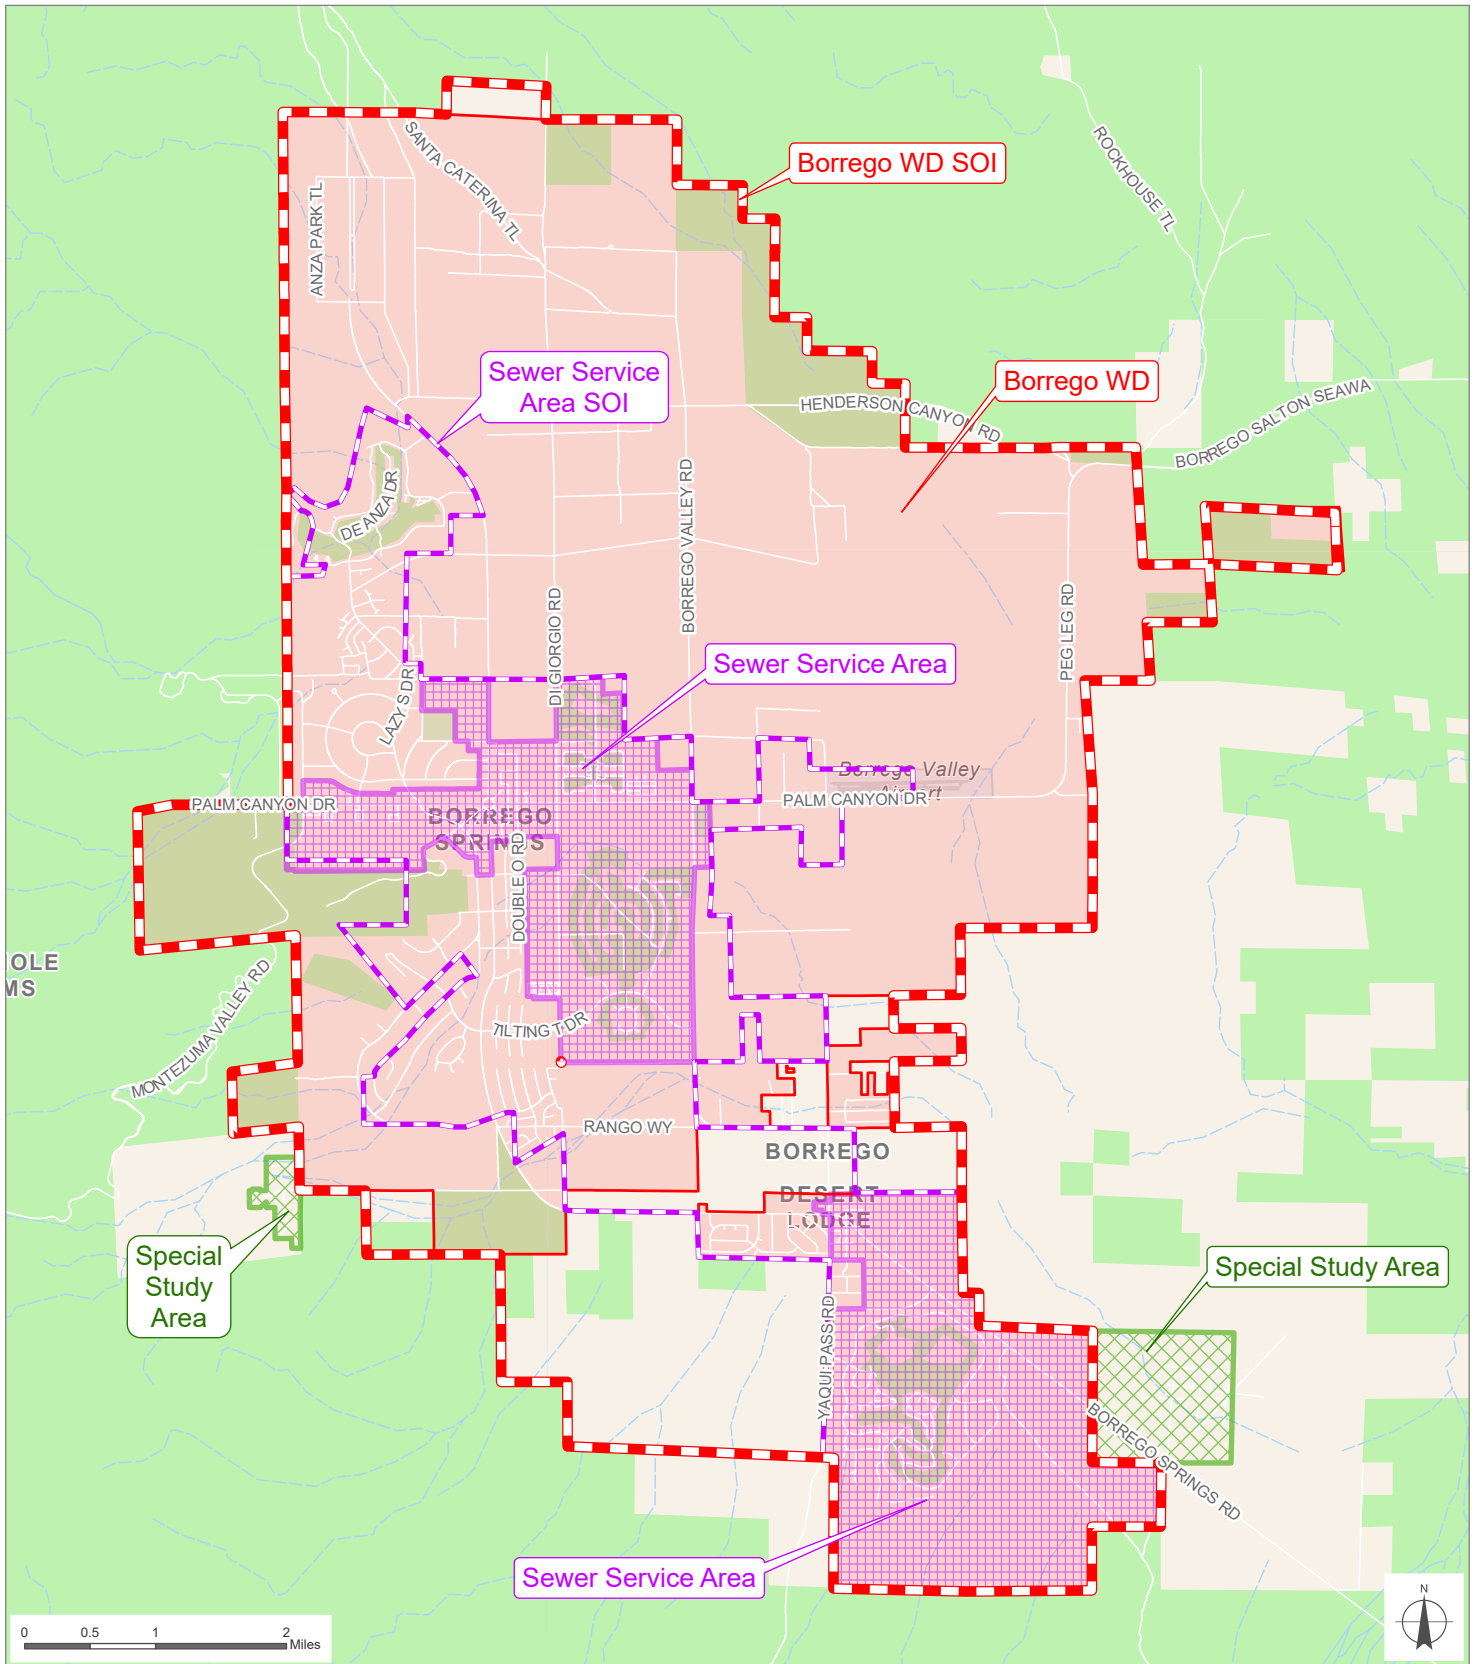 SANTA CATERINA TL
Borrego WD SOI
ROCKHOUSE TL
ANZA PARK TL
Sewer Service
Area SOI
Borrego WD
HENDERSON CANYON RD
BORREGO SALTON SEAWA
DE ANZA DR
BORREGO VALLEY RD
DI GIORGIO RD
PEG LEG RD
Sewer Service Area
LAZY S DR
Borrego Valley
PALM CANYON DR
PALM CANYON DR
BORREGO
SPRINGS
DOUBLE O RD
OLE
MS
MONTEZUMA VALLEY RD
TILTING T DR
RANGO WY
BORREGO
DESERT
LODGE
Special
Study
Area
Special Study Area
YAQUI PASS RD
BORREGO SPRINGS RD
Sewer Service Area
0 0.5 1 2
Miles
N